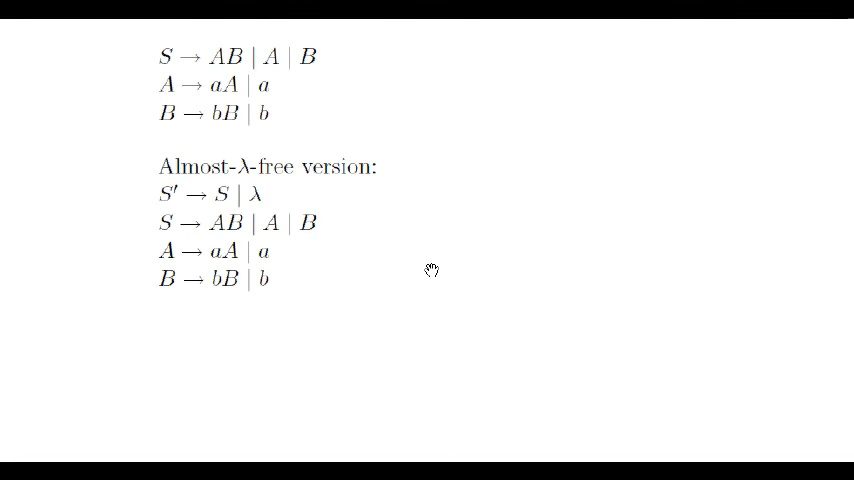 S → AB | A | B
A → aA | a
B → bB | b
Almost-λ-free version:
S′ → S | λ
S → AB | A | B
A → aA | a
B → bB | b